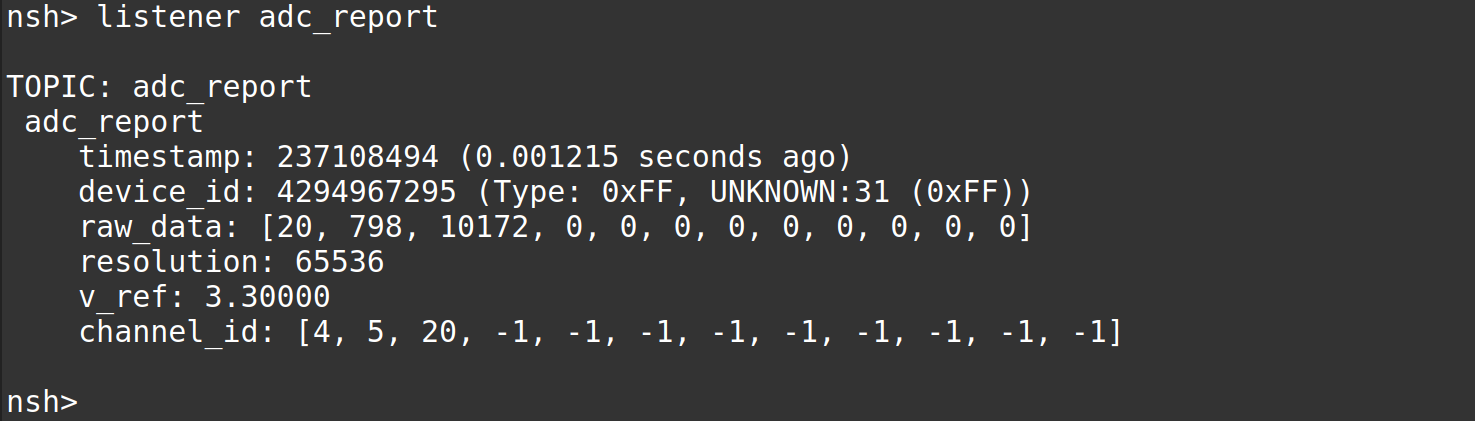 nsh> listener adc_report
TOPIC: adc_report
adc_report
timestamp: 237108494 (0.001215 seconds ago)
device_id: 4294967295 (Type: 0xFF, UNKNOWN:31 (0xFF))
raw_data: [20, 798, 10172, 0, 0, 0, 0, 0, 0, 0, 0, 0]
resolution: 65536
v_ref: 3.30000
channel_id: [4, 5, 20, -1, -1, -1, -1, -1, -1, -1, -1, -1]
nsh>